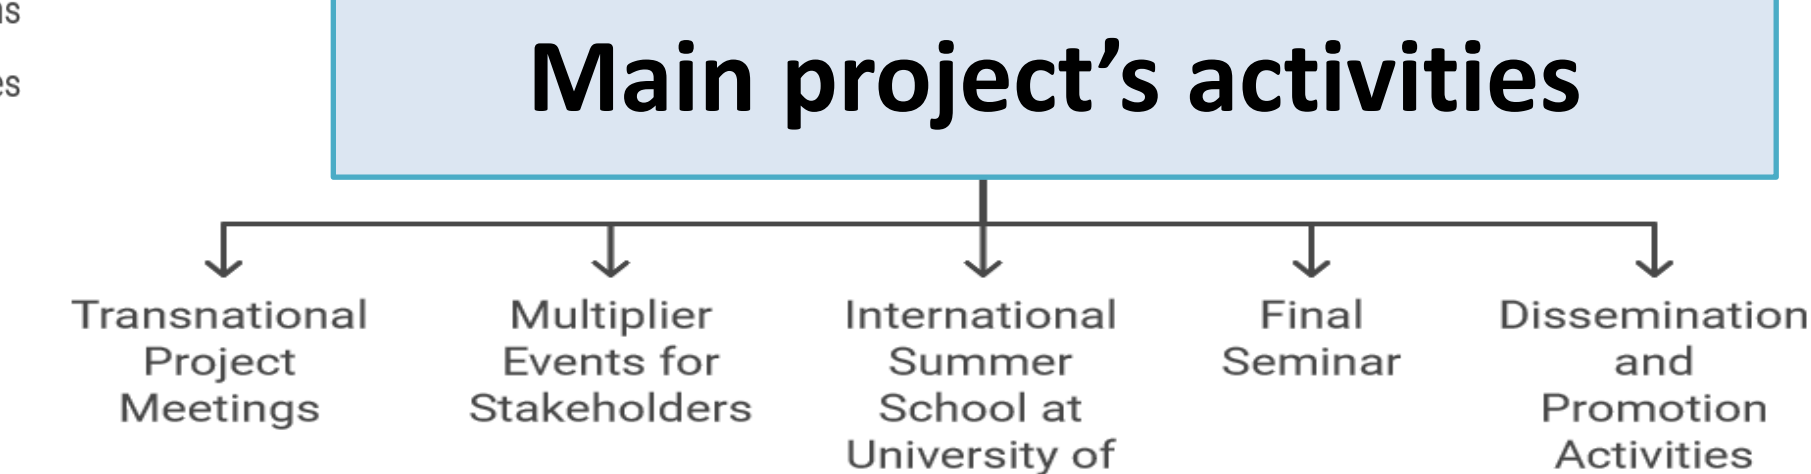 Main project’s activities
Transnational
Project
Meetings
Multiplier
Events for
Stakeholders
International
Summer
School at
University of
Final
Seminar
Dissemination
and
Promotion
Activities